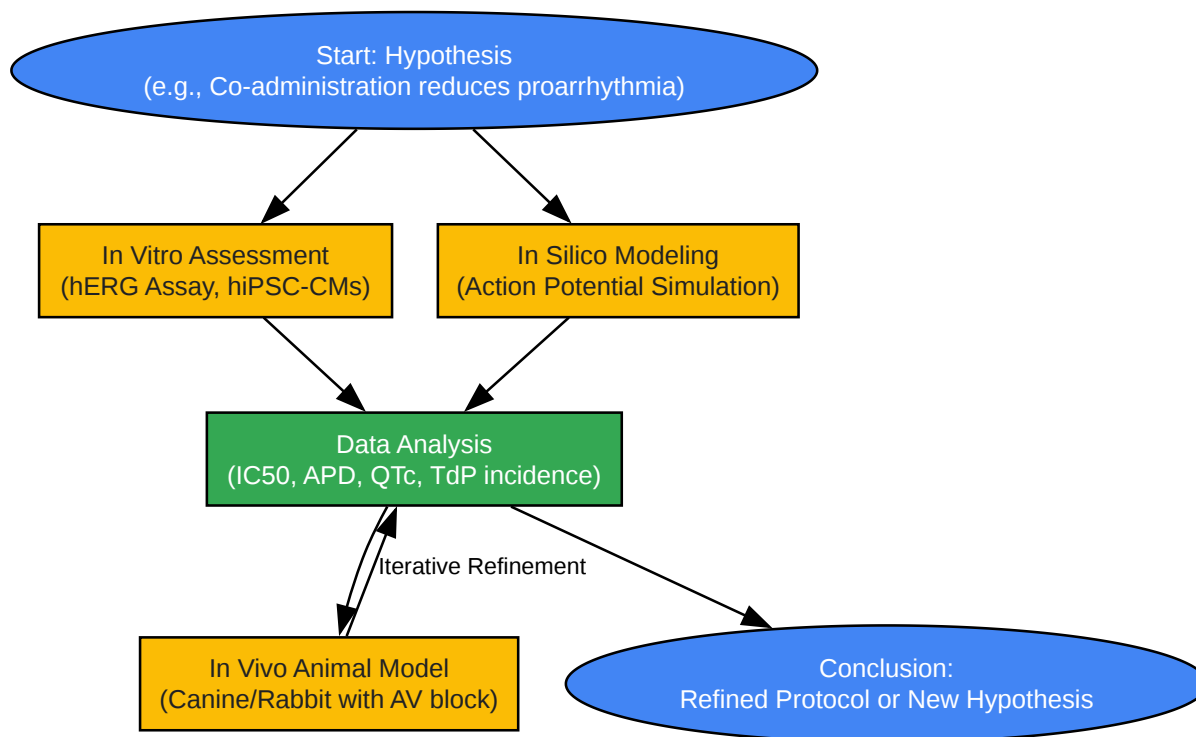 Start: Hypothesis
(e.g., Co-administration reduces proarrhythmia)
In Vitro Assessment
(hERG Assay, hiPSC-CMs)
In Silico Modeling
(Action Potential Simulation)
Data Analysis
(IC50, APD, QTc, TdP incidence)
Iterative Refinement
In Vivo Animal Model
(Canine/Rabbit with AV block)
Conclusion:
Refined Protocol or New Hypothesis